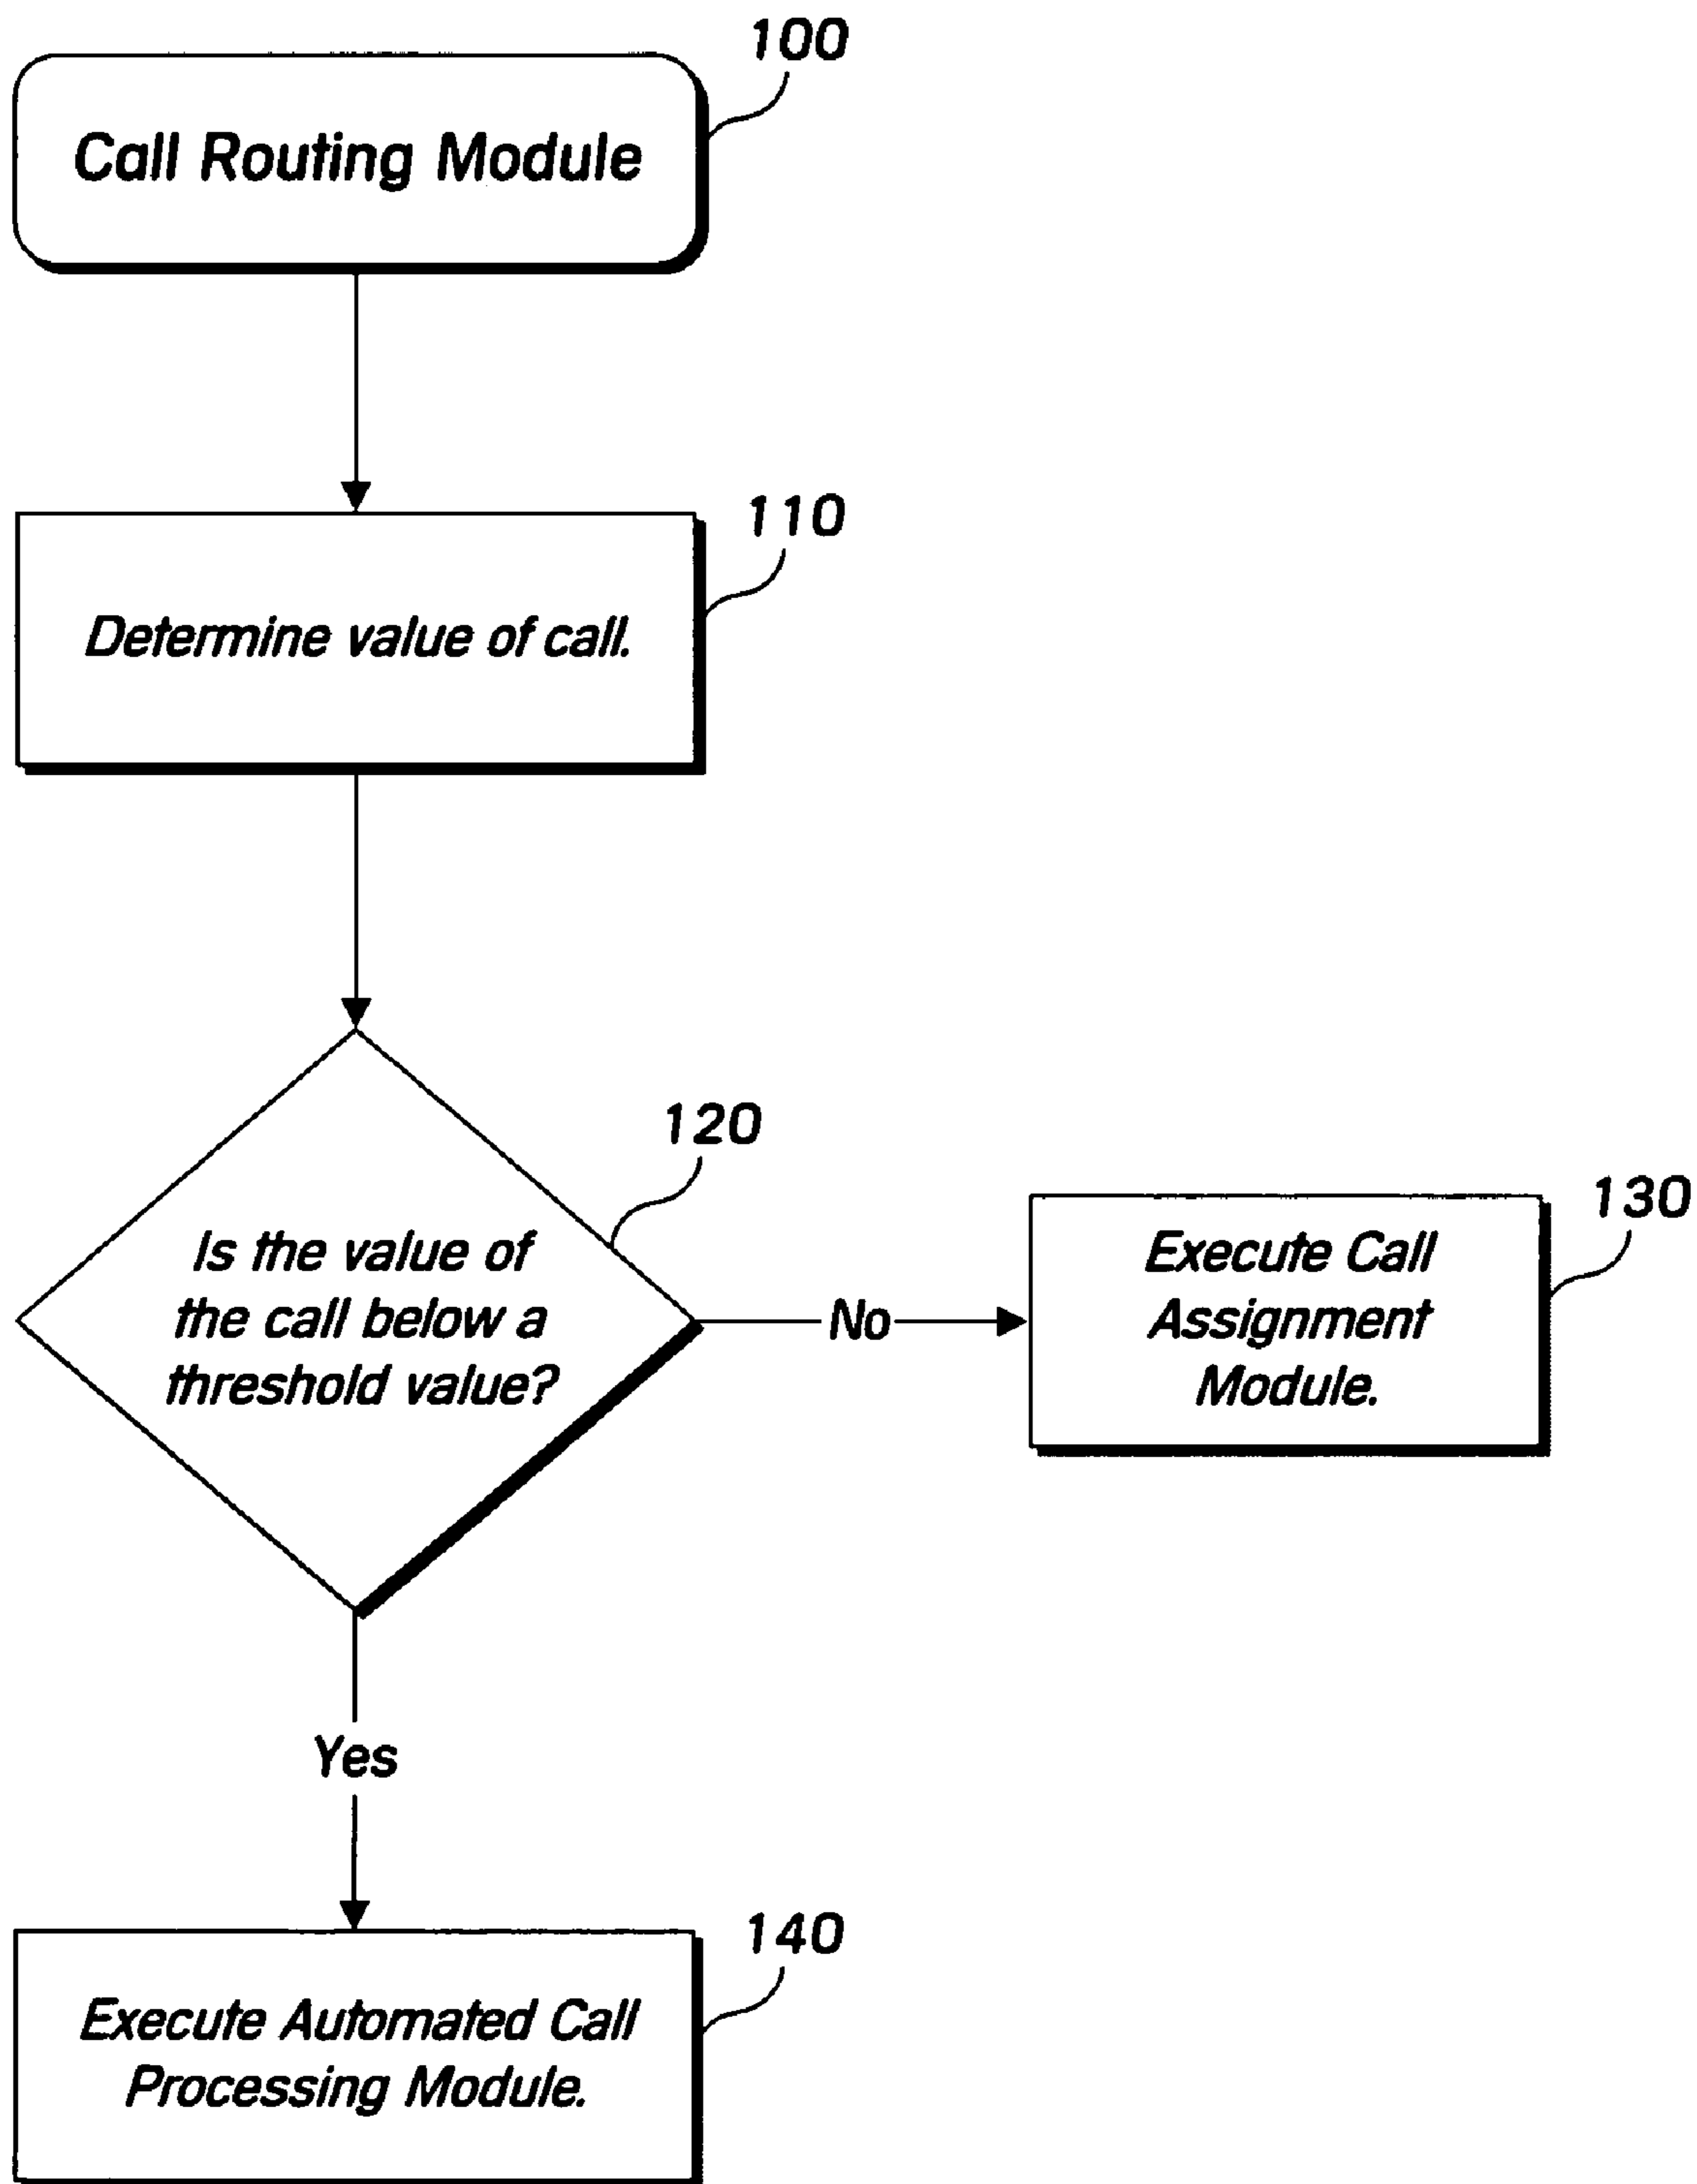 100
Call Routing Module
110
Determine value of call.
120
Is the value of
the call below a
threshold value?
No
130
Execute Call
Assignment
Module.
Yes
140
Execute Automated Call
Processing Module.